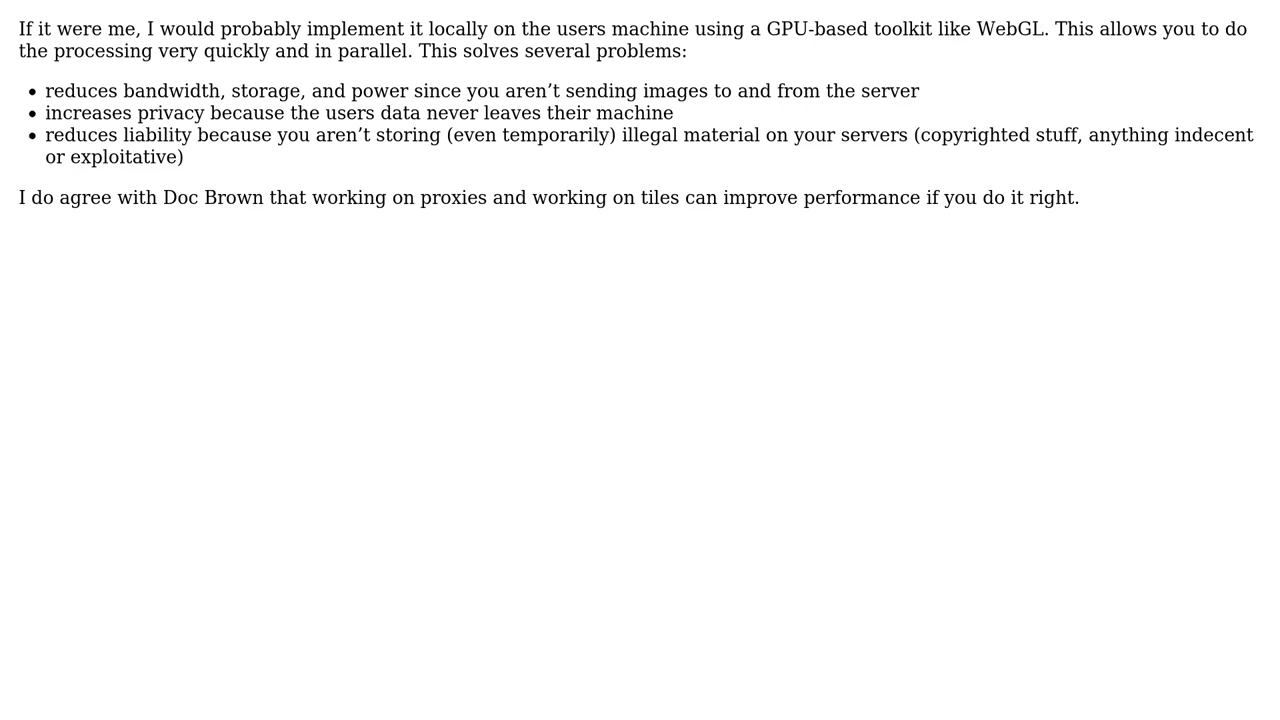 If it were me, I would probably implement it locally on the users machine using a GPU-based toolkit like WebGL. This allows you to do
the processing very quickly and in parallel. This solves several problems:
• reduces bandwidth, storage, and power since you aren’t sending images to and from the server
• increases privacy because the users data never leaves their machine
• reduces liability because you aren’t storing (even temporarily) illegal material on your servers (copyrighted stuff, anything indecent
or exploitative)
I do agree with Doc Brown that working on proxies and working on tiles can improve performance if you do it right.